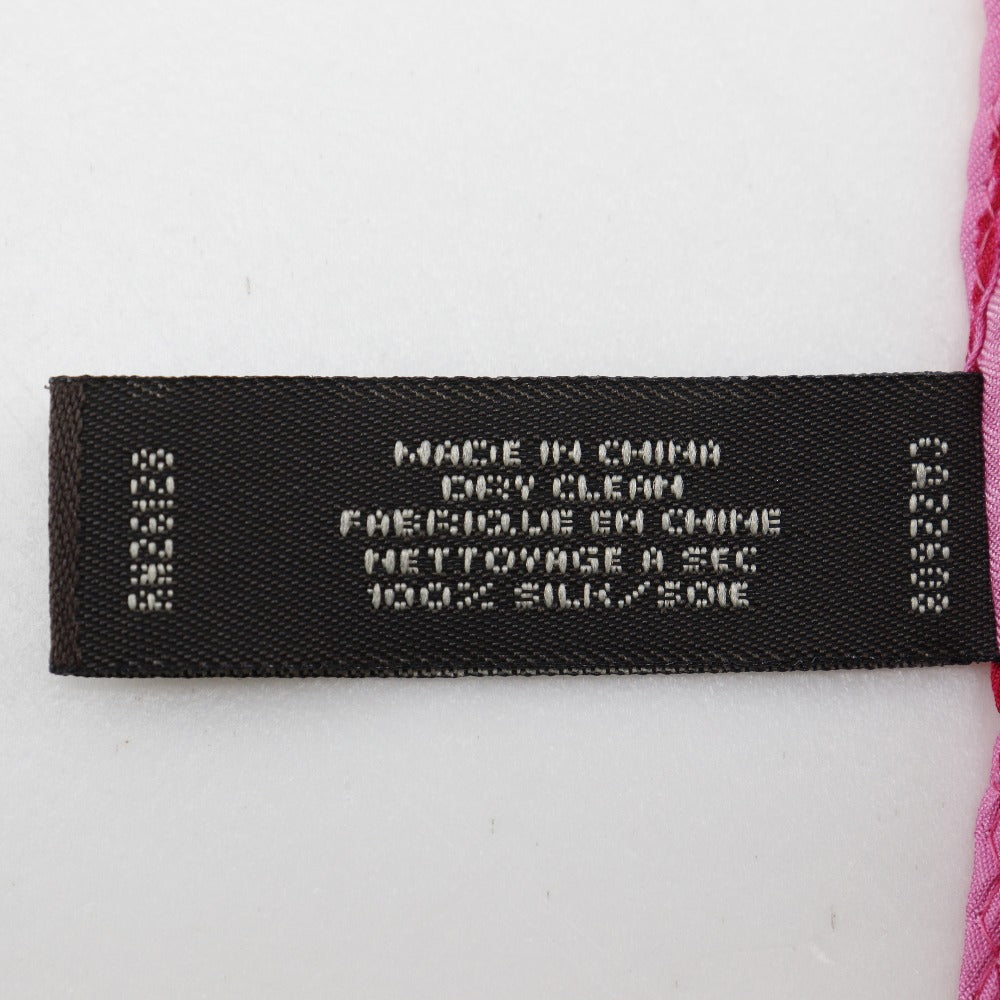 MADE IN CHINA
DRY CLEAN
FABRIQUE EN CHINE
NETTOYAGE A SEC
100% SILK/SOIE